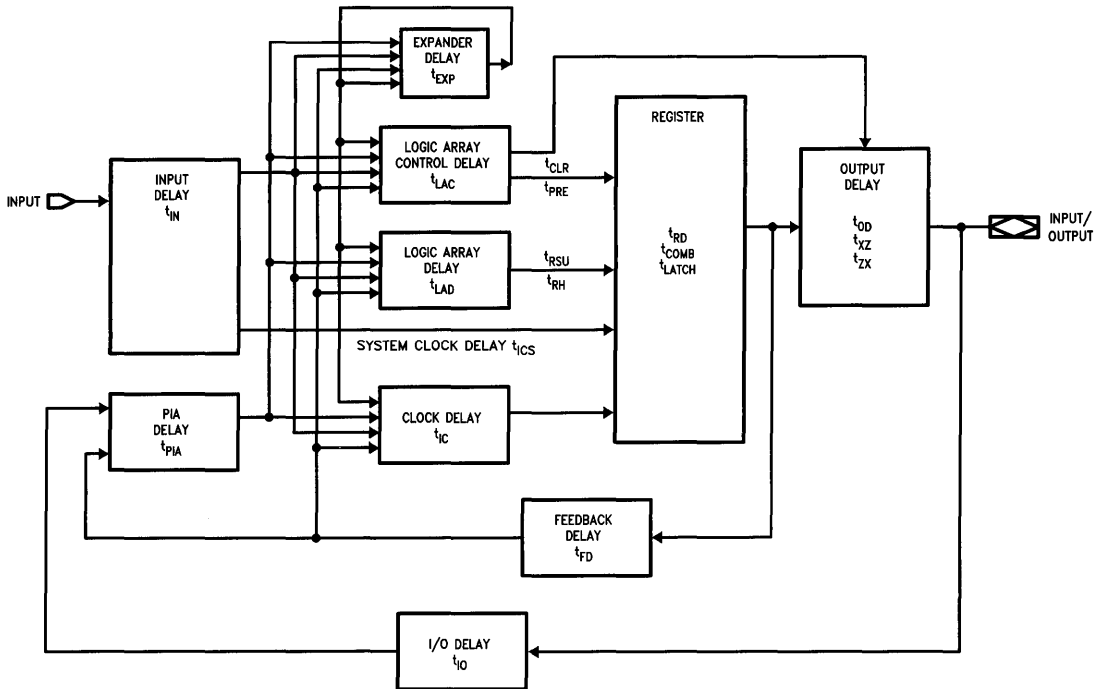 EXPANDER
DELAY
tEXP
LOGIC ARRAY
CONTROL DELAY
tLAC
tCLR
tPRE
REGISTER
tRD
tCOMB
tLATCH
OUTPUT
DELAY
tOD
tXZ
tZX
INPUT
INPUT
DELAY
tIN
INPUT/
OUTPUT
LOGIC ARRAY
DELAY
tLAD
tRSU
tRH
SYSTEM CLOCK DELAY tICS
PIA
DELAY
tPIA
CLOCK DELAY
tIC
FEEDBACK
DELAY
tFD
I/O DELAY
tIO